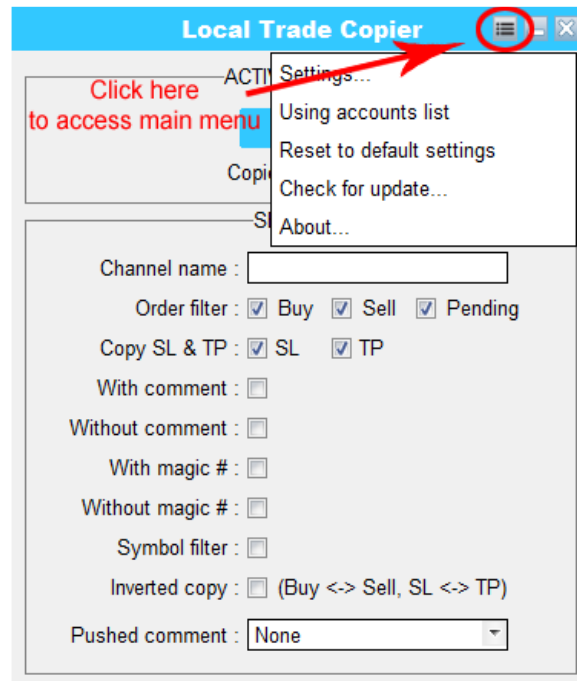 Local Trade Copier
ACTI
Settings...
Click here
to access main menu
Using accounts list
Reset to default settings
Copi
Check for update...
About...
Channel name :
Order filter : Buy Sell Pending
Copy SL & TP : SL TP
With comment :
Without comment :
With magic # :
Without magic # :
Symbol filter :
Inverted copy : (Buy <-> Sell, SL <-> TP)
Pushed comment : None